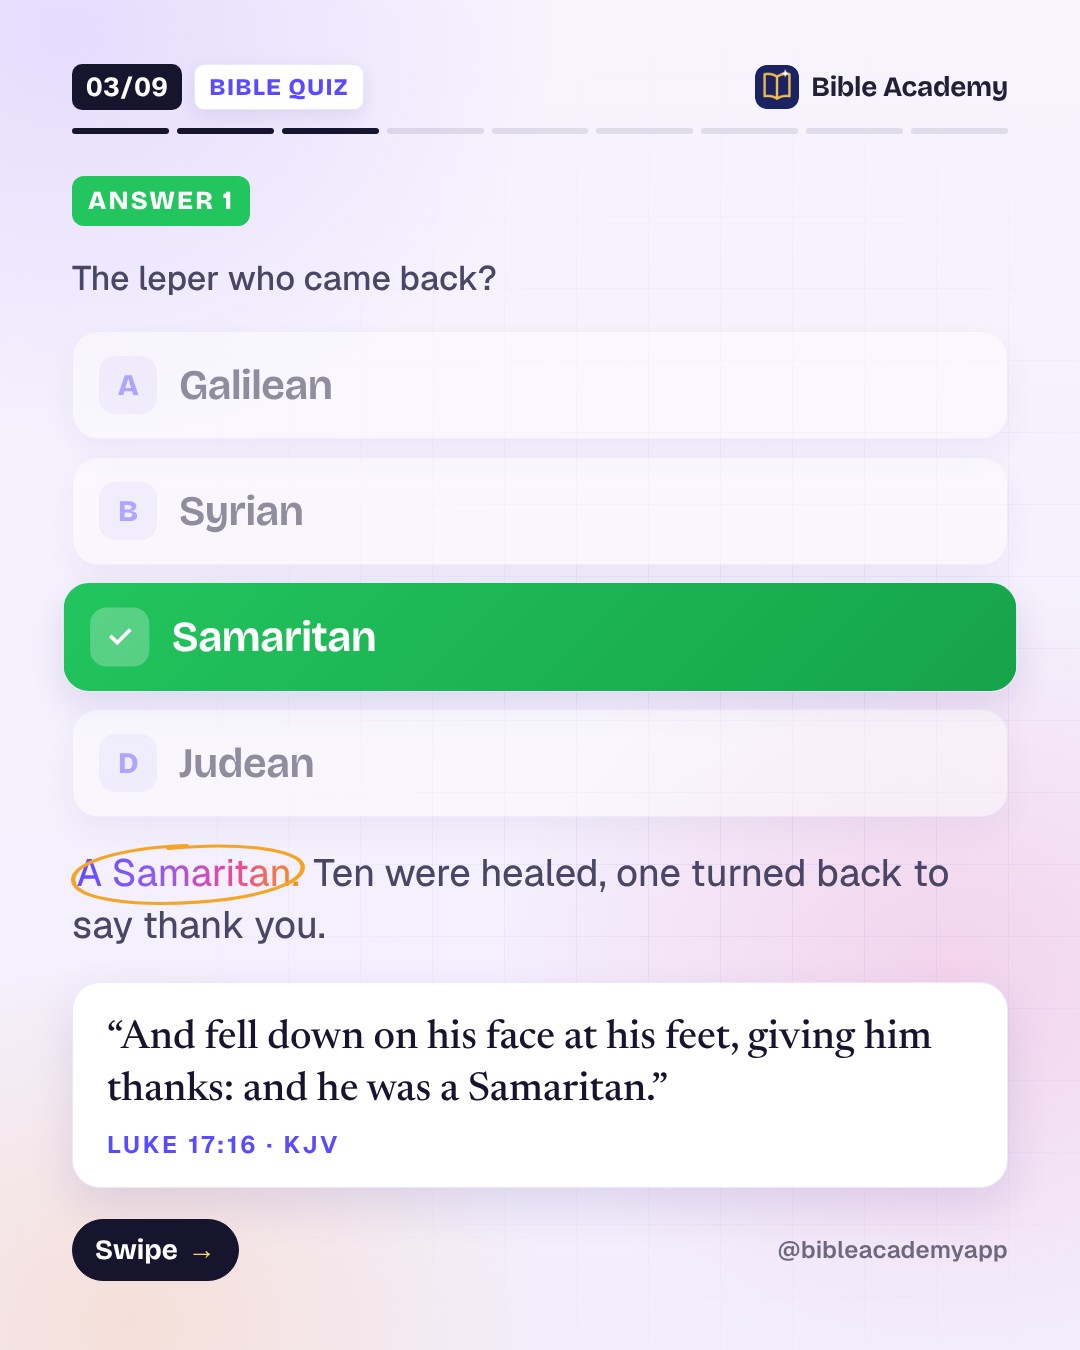 03/09 BIBLE QUIZ
Bible Academy
ANSWER 1
The leper who came back?
A Galilean
B Syrian
Samaritan
D Judean
A Samaritan. Ten were healed, one turned back to
say thank you.
“And fell down on his face at his feet, giving him
thanks: and he was a Samaritan.”
LUKE 17:16 · KJV
Swipe →
@bibleacademyapp